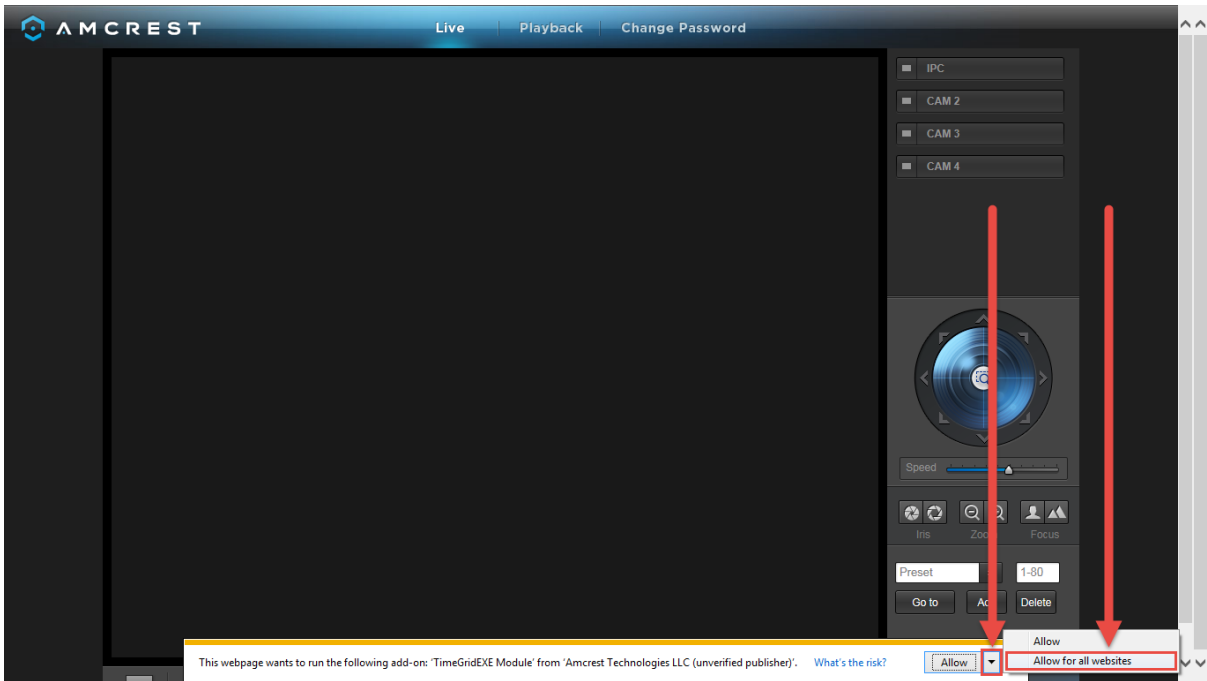 AMCREST
Live Playback Change Password
IPC
CAM 2
CAM 3
CAM 4
Speed
Iris Zoom Focus
Preset 1-80
Go to Add Delete
Allow
This webpage wants to run the following add-on: 'TimeGridEXE Module' from 'Amcrest Technologies LLC (unverified publisher)'. What's the risk? Allow
Allow for all websites